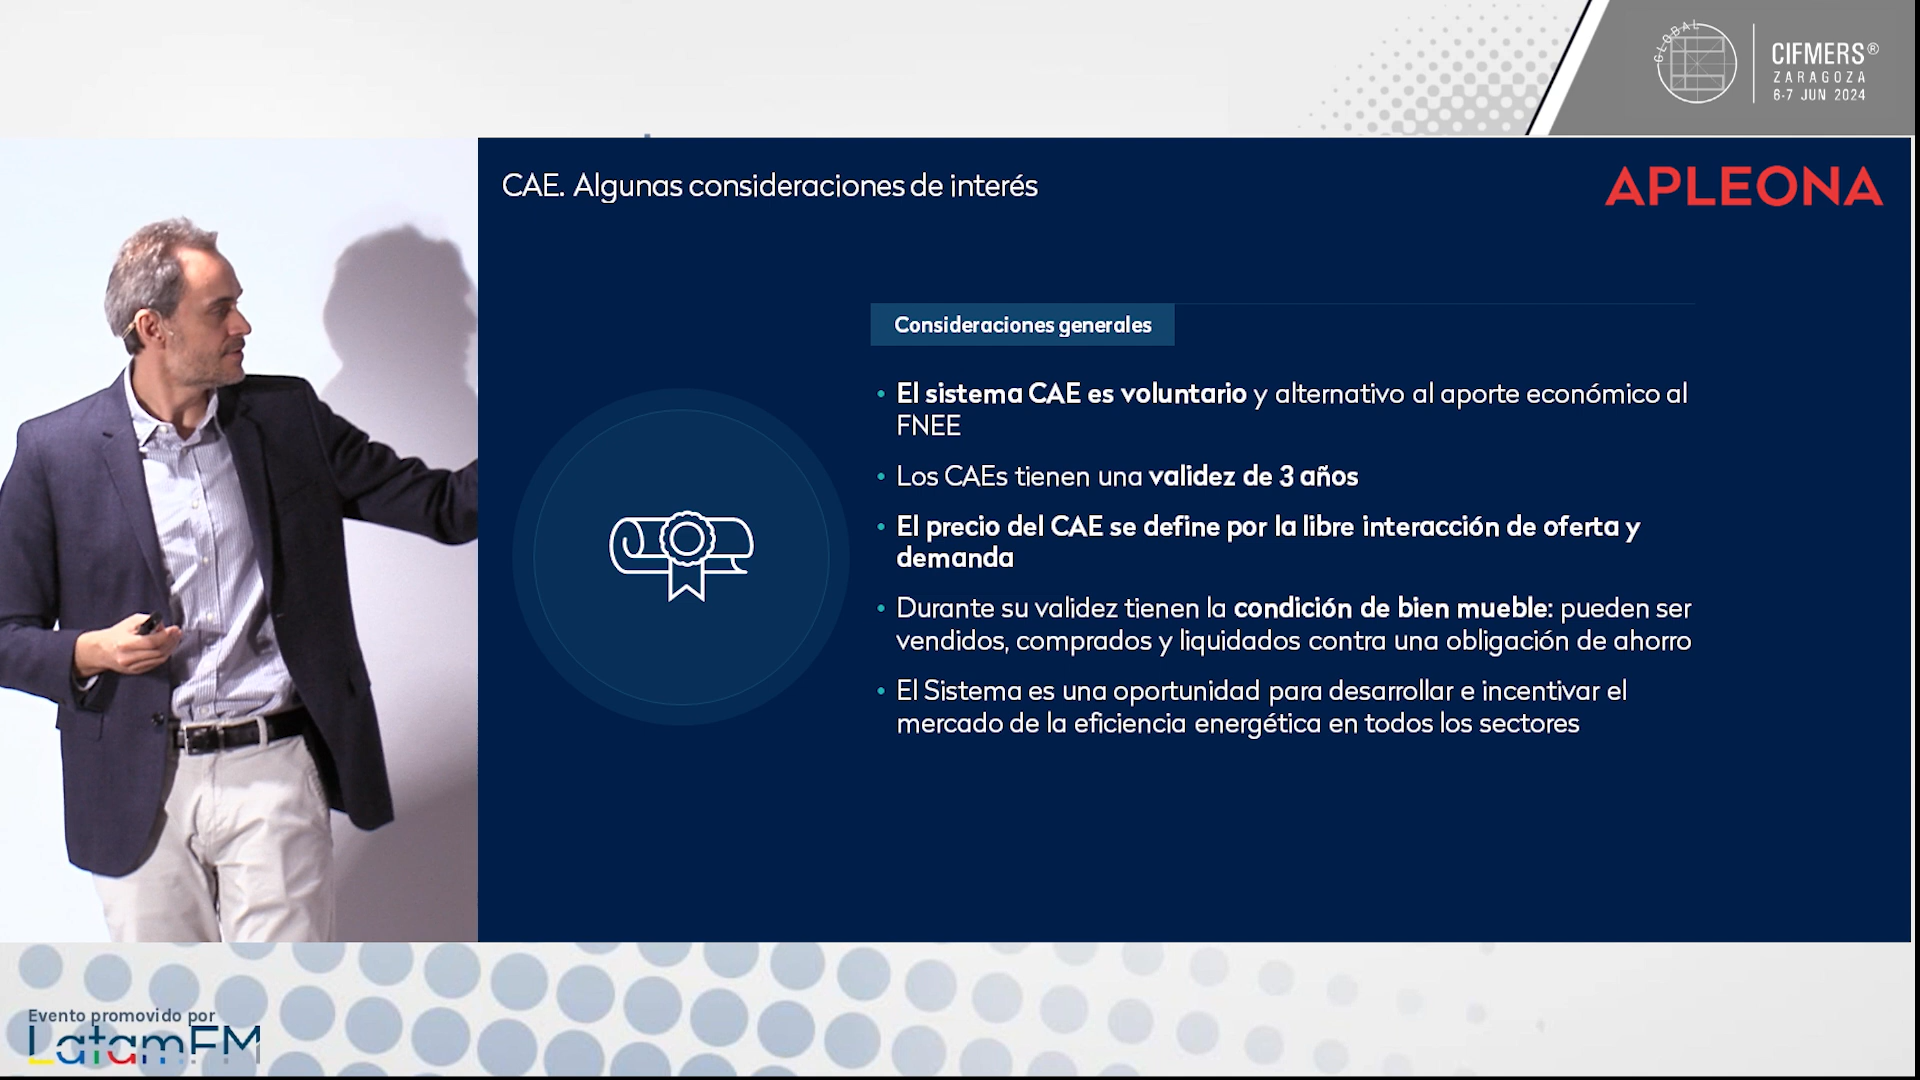 GLOBAL
CIFMERS®
ZARAGOZA
6-7 JUN 2024
CAE. Algunas consideraciones de interés
APLEONA
Consideraciones generales
• El sistema CAE es voluntario y alternativo al aporte económico al
FNEE
• Los CAEs tienen una validez de 3 años
• El precio del CAE se define por la libre interacción de oferta y
demanda
• Durante su validez tienen la condición de bien mueble: pueden ser
vendidos, comprados y liquidados contra una obligación de ahorro
• El Sistema es una oportunidad para desarrollar e incentivar el
mercado de la eficiencia energética en todos los sectores
Evento promovido por
LatamFM